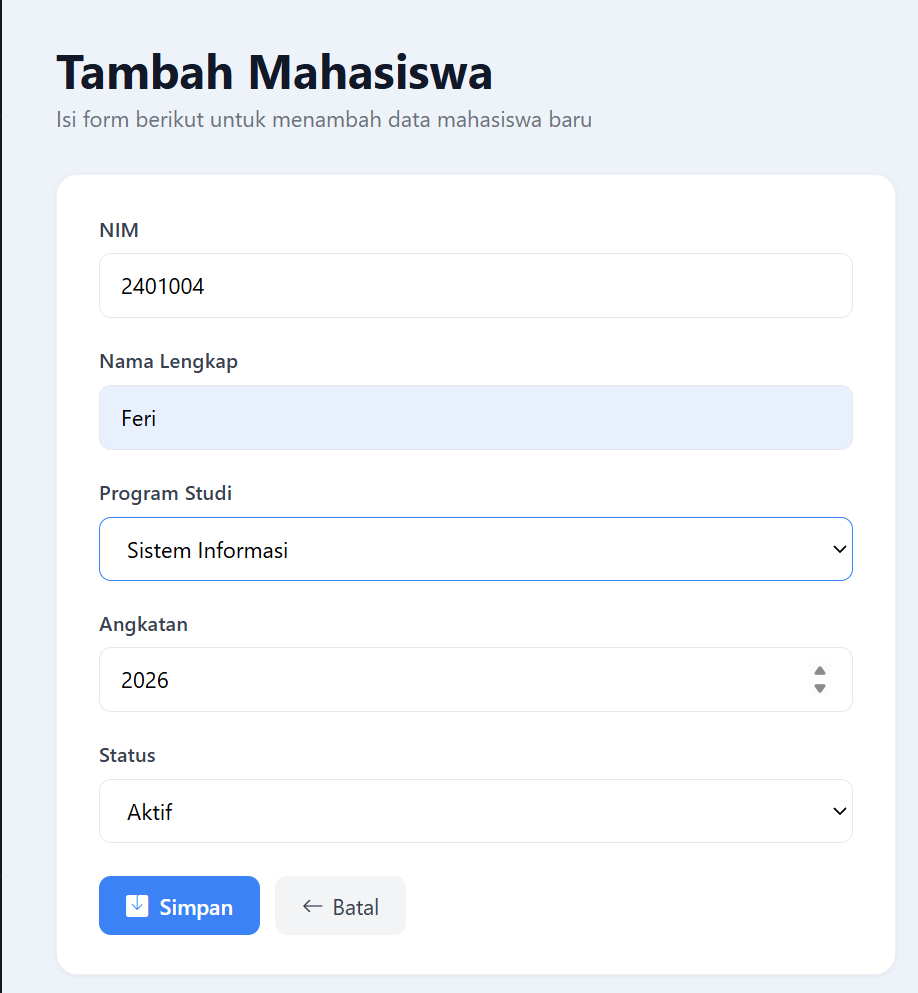 Tambah Mahasiswa
Isi form berikut untuk menambah data mahasiswa baru
NIM
2401004
Nama Lengkap
Feri
Program Studi
Sistem Informasi
Angkatan
2026
Status
Aktif
Simpan
Batal